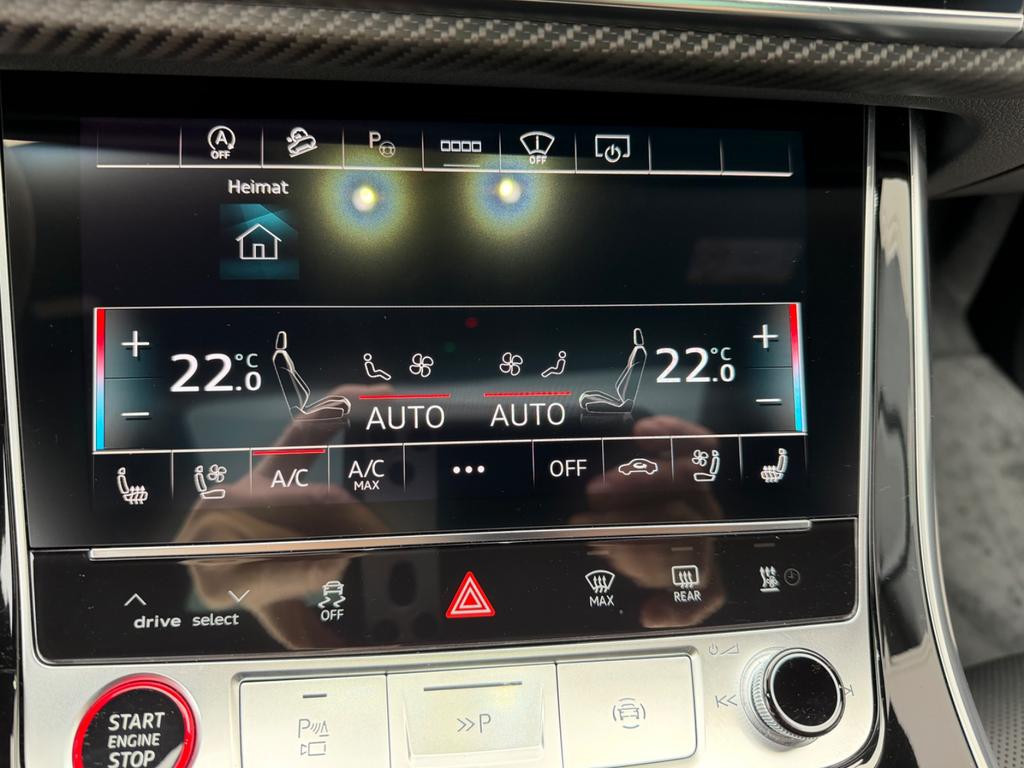 A
OFF
P
OFF
Heimat
22.0 °C
AUTO
AUTO
22.0 °C
A/C
A/C
MAX
OFF
drive select
OFF
MAX
REAR
START
ENGINE
STOP
P
P